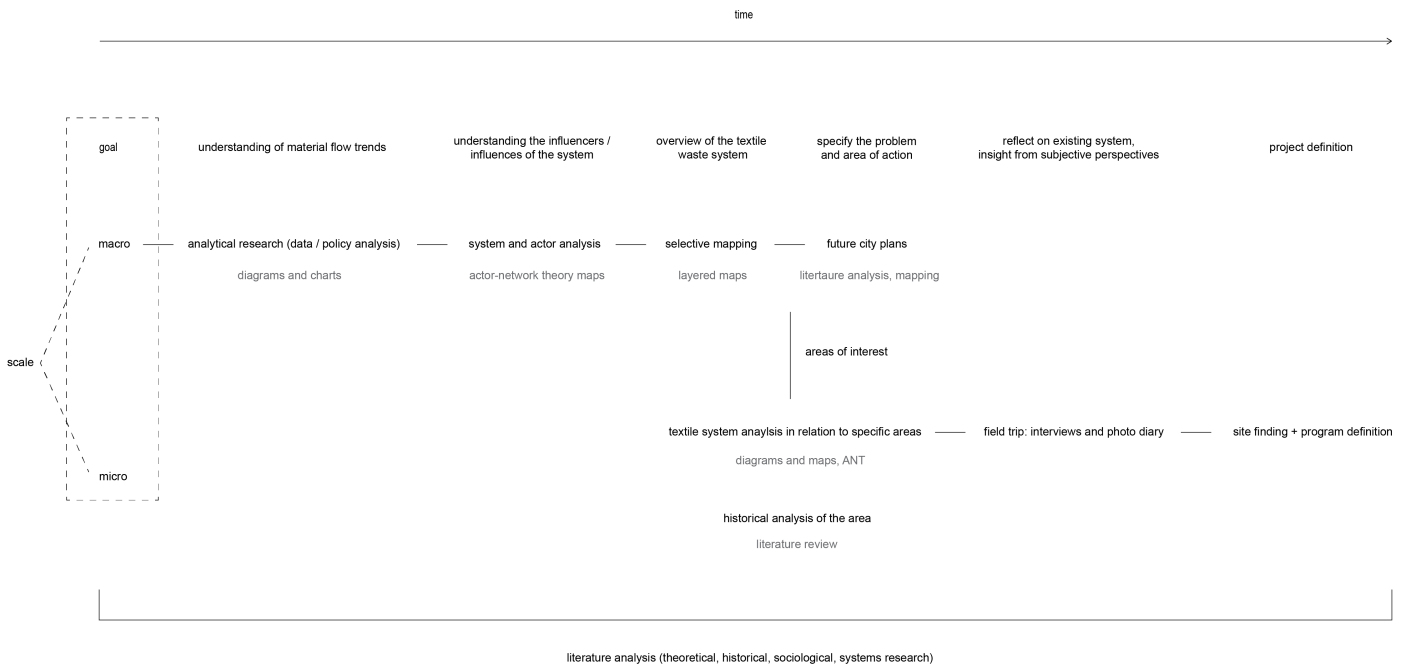 time
goal
understanding of material flow trends
understanding the influencers /
influences of the system
overview of the textile
waste system
specify the problem
and area of action
reflect on existing system,
insight from subjective perspectives
project definition
macro
analytical research (data / policy analysis)
system and actor analysis
selective mapping
future city plans
diagrams and charts
actor-network theory maps
layered maps
litertaure analysis, mapping
areas of interest
scale
textile system anaylsis in relation to specific areas
field trip: interviews and photo diary
site finding + program definition
diagrams and maps, ANT
micro
historical analysis of the area
literature review
literature analysis (theoretical, historical, sociological, systems research)